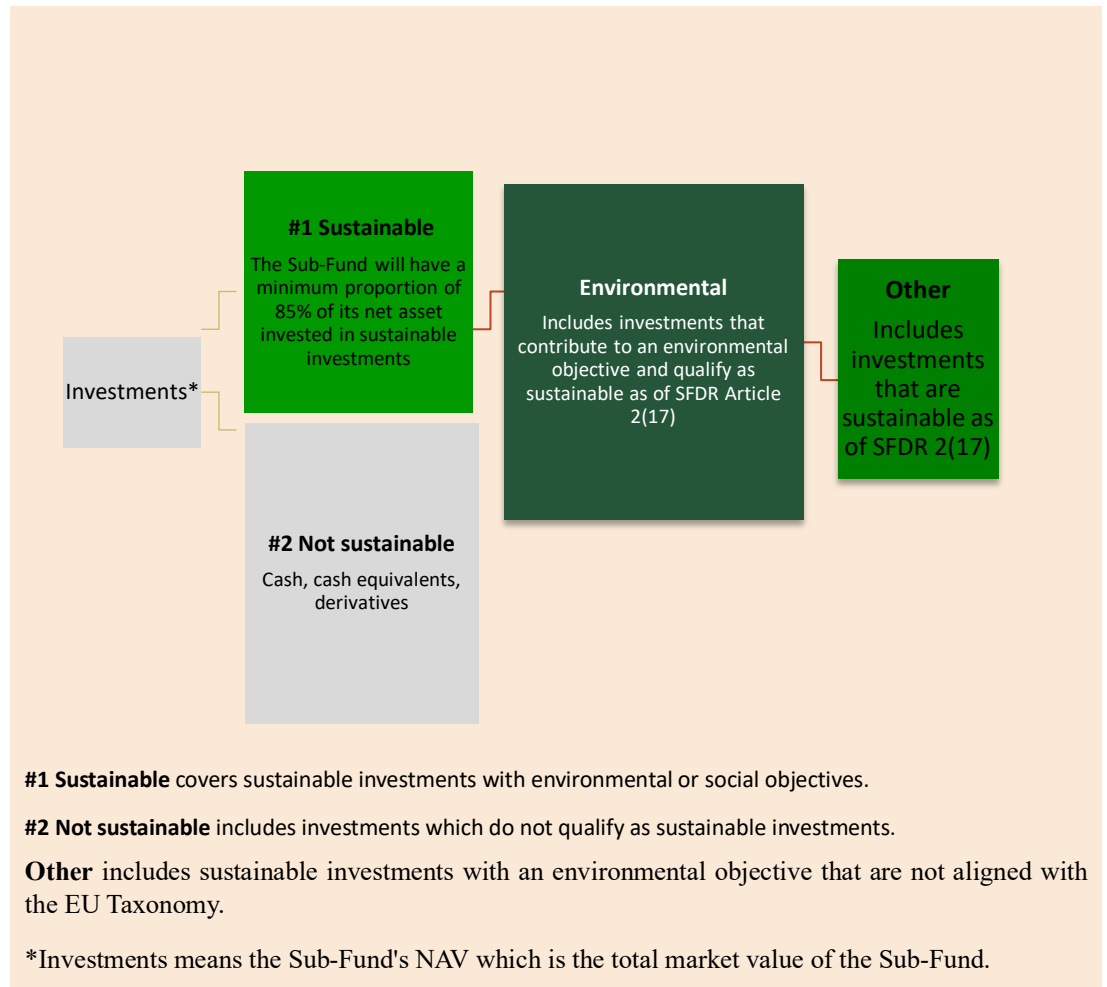 Investments*
#1 Sustainable
The Sub-Fund will have a
minimum proportion of
85% of its net asset
invested in sustainable
investments
#2 Not sustainable
Cash, cash equivalents,
derivatives
Environmental
Includes investments that
contribute to an environmental
objective and qualify as
sustainable as of SFDR Article
2(17)
Other
Includes
investments
that are
sustainable as
of SFDR 2(17)
#1 Sustainable covers sustainable investments with environmental or social objectives.
#2 Not sustainable includes investments which do not qualify as sustainable investments.
Other includes sustainable investments with an environmental objective that are not aligned with
the EU Taxonomy.
*Investments means the Sub-Fund's NAV which is the total market value of the Sub-Fund.